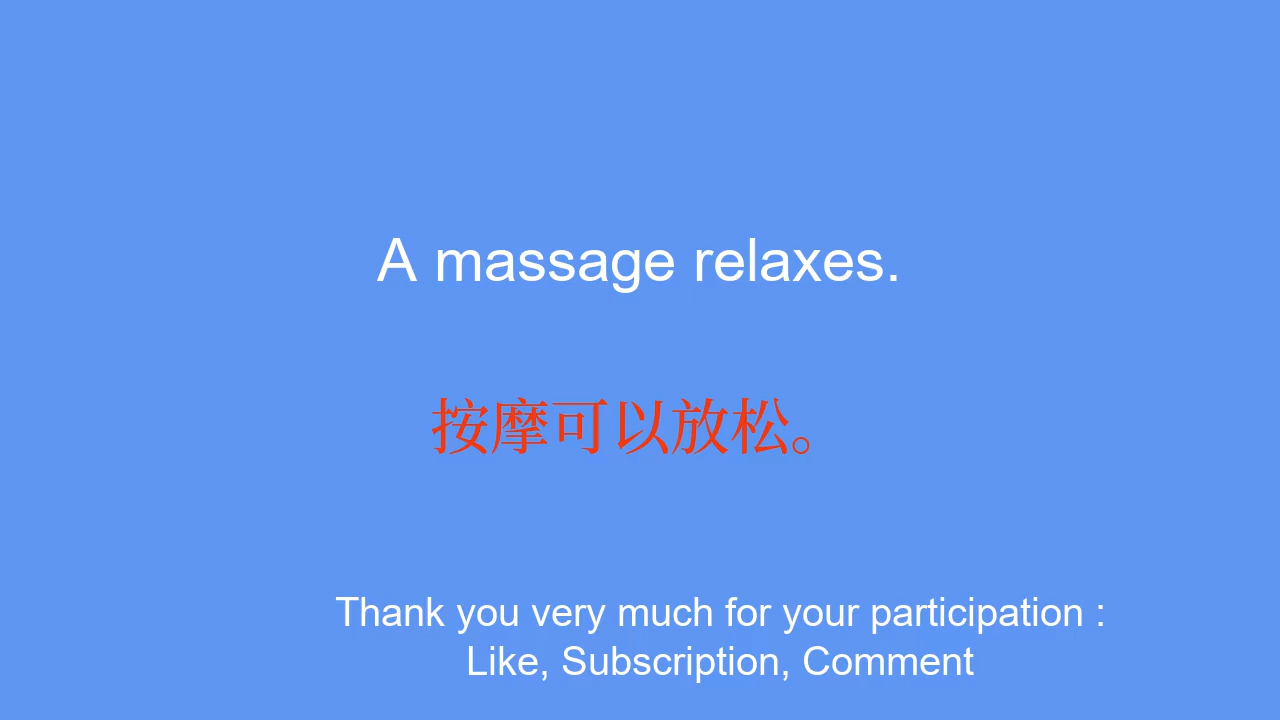 A massage relaxes.
按摩可以放松。
Thank you very much for your participation :
Like, Subscription, Comment